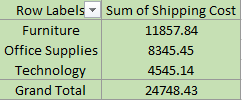 Row Labels Sum of Shipping Cost
Furniture 11857.84
Office Supplies 8345.45
Technology 4545.14
Grand Total 24748.43